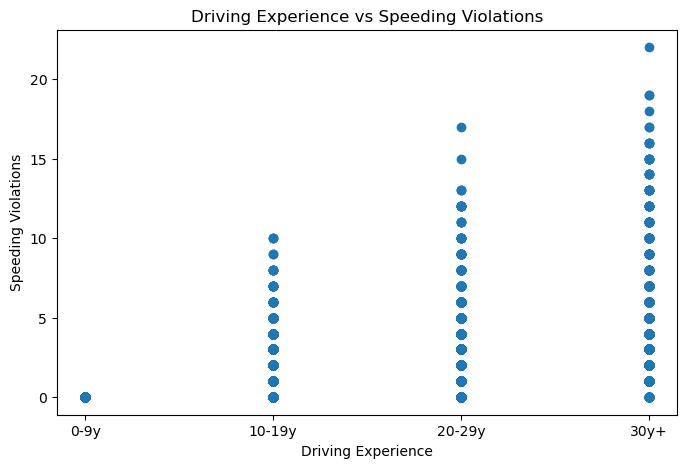 Driving Experience vs Speeding Violations
20
15
10
5
0
Speeding Violations
0-9y
10-19y
20-29y
30y+
Driving Experience